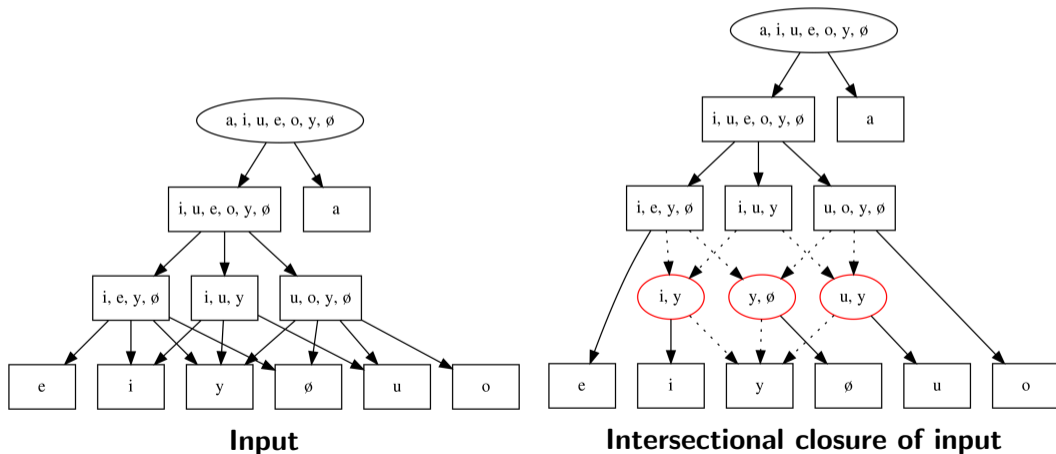 a, i, u, e, o, y, ø
i, u, e, o, y, ø
a
i, e, y, ø
i, u, y
u, o, y, ø
e
i
y
ø
u
o
Input
a, i, u, e, o, y, ø
i, u, e, o, y, ø
a
i, e, y, ø
i, u, y
u, o, y, ø
i, y
y, ø
u, y
e
i
y
ø
u
o
Intersectional closure of input